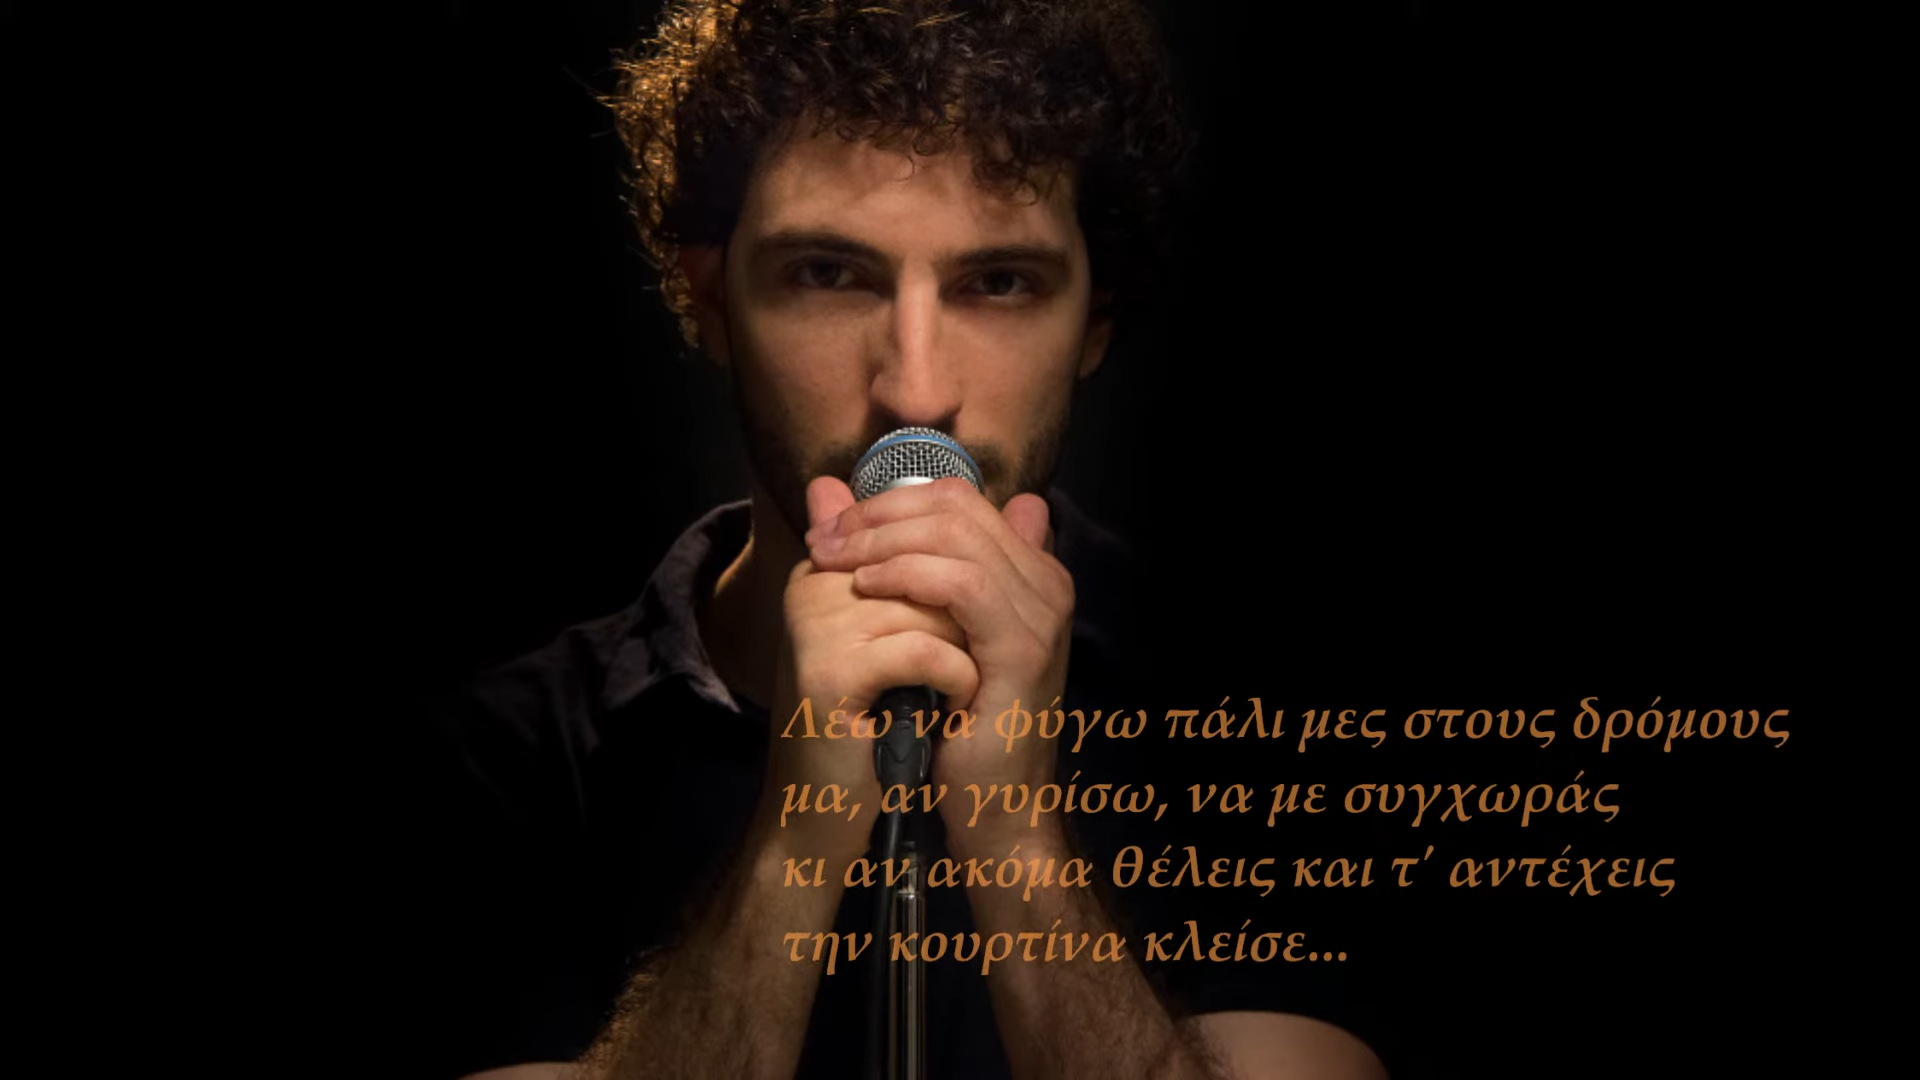 Λέω να φύγω πάλι μες στους δρόμους
μα, αν γυρίσω, να με συγχωράς
κι αν ακόμα θέλεις και τ' αντέχεις
την κουρτίνα κλείσε...